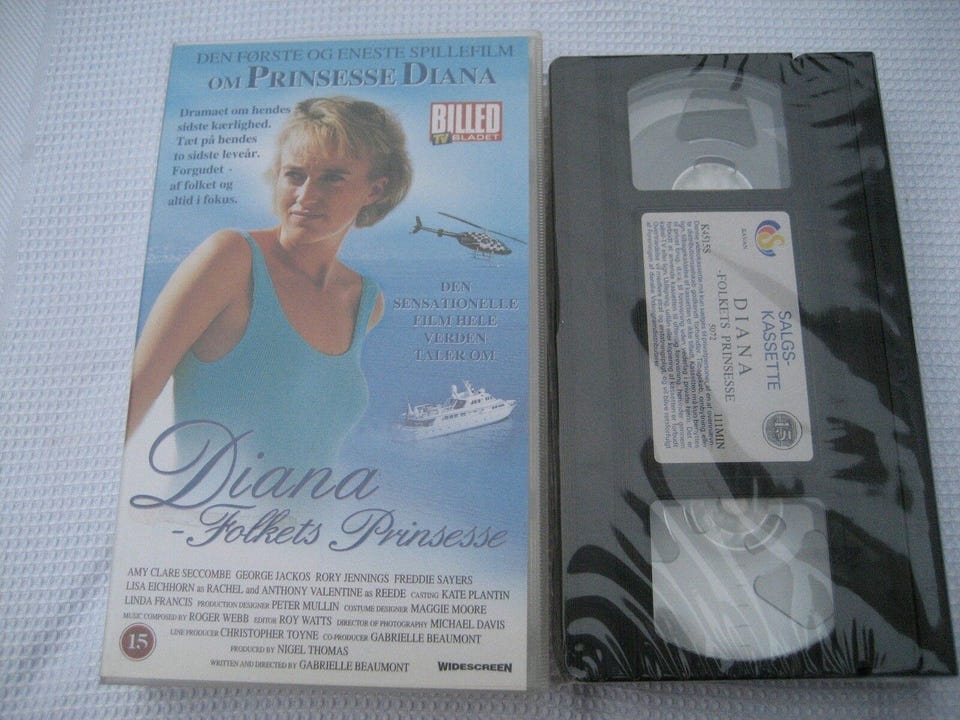 DEN FØRSTE OG ENESTE SPILLEFILM
OM PRINSESSE DIANA
Dramaet om hendes
sidste kærlighed.
Tæt på hendes
to sidste leveår.
Forgudet -
af folket og
altid i fokus.
BILLED
TV BLADET
DEN
SENSATIONELLE
FILM HELE
VERDEN
TALER OM
Diana
- Folkets Prinsesse
AMY CLARE SECCOMBE GEORGE JACKOS RORY JENNINGS FREDDIE SAYERS
LISA EICHHORN as RACHEL and ANTHONY VALENTINE as REEDE CASTING KATE PLANTIN
LINDA FRANCIS PRODUCTION DESIGNER PETER MULLIN COSTUME DESIGNER MAGGIE MOORE
MUSIC COMPOSED BY ROGER WEBB EDITOR ROY WATTS DIRECTOR OF PHOTOGRAPHY MICHAEL DAVIS
LINE PRODUCER CHRISTOPHER TOYNE CO-PRODUCER GABRIELLE BEAUMONT
PRODUCED BY NIGEL THOMAS
WRITTEN AND DIRECTED BY GABRIELLE BEAUMONT
15
WIDESCREEN
SALGS-
KASSETTE
15
5072
DIANA
-FOLKETS PRINSESSE
K4515S
111MIN